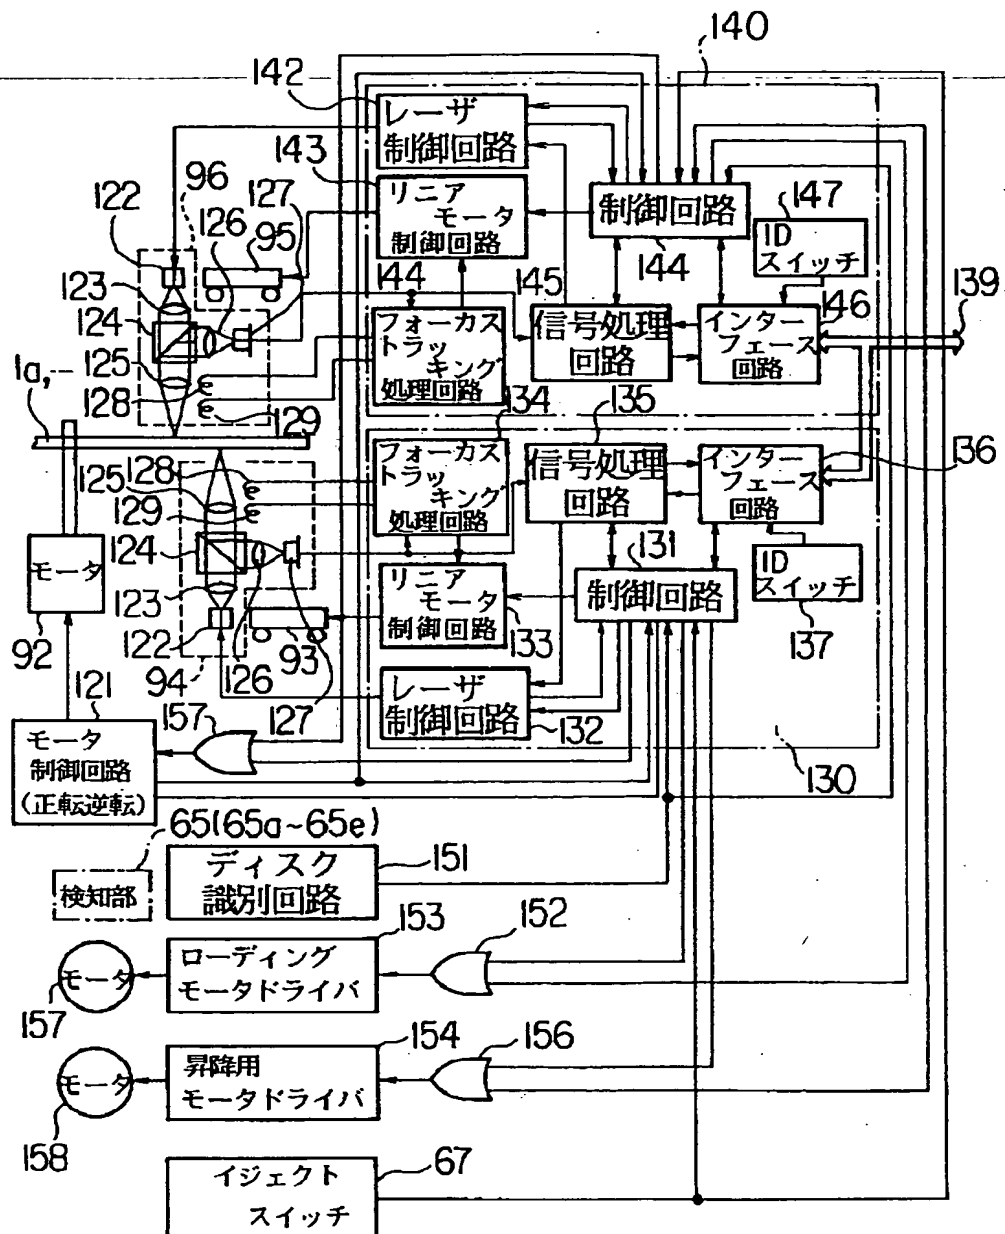 140
142
レーザ
制御回路
143
リニア
モータ
制御回路
制御回路
144
147
ID
スイッチ
96
127
122
126
95
144
145
146
139
123
124
125
1a,
128
129
フォーカス
トラッ
キング
処理回路
信号処理
回路
インター
フェース
回路
134
135
136
フォーカス
トラッ
キング
処理回路
信号処理
回路
インター
フェース
回路
128
125
129
124
123
122
モータ
92
94
126
93
127
131
制御回路
ID
スイッチ
137
リニア
モータ
制御回路
133
レーザ
制御回路
132
130
121
モータ
制御回路
(正転逆転)
157
65(65a~65e)
検知部
ディスク
識別回路
151
153
152
モータ
157
ローディング
モータドライバ
154
156
モータ
158
昇降用
モータドライバ
67
イジェクト
スイッチ